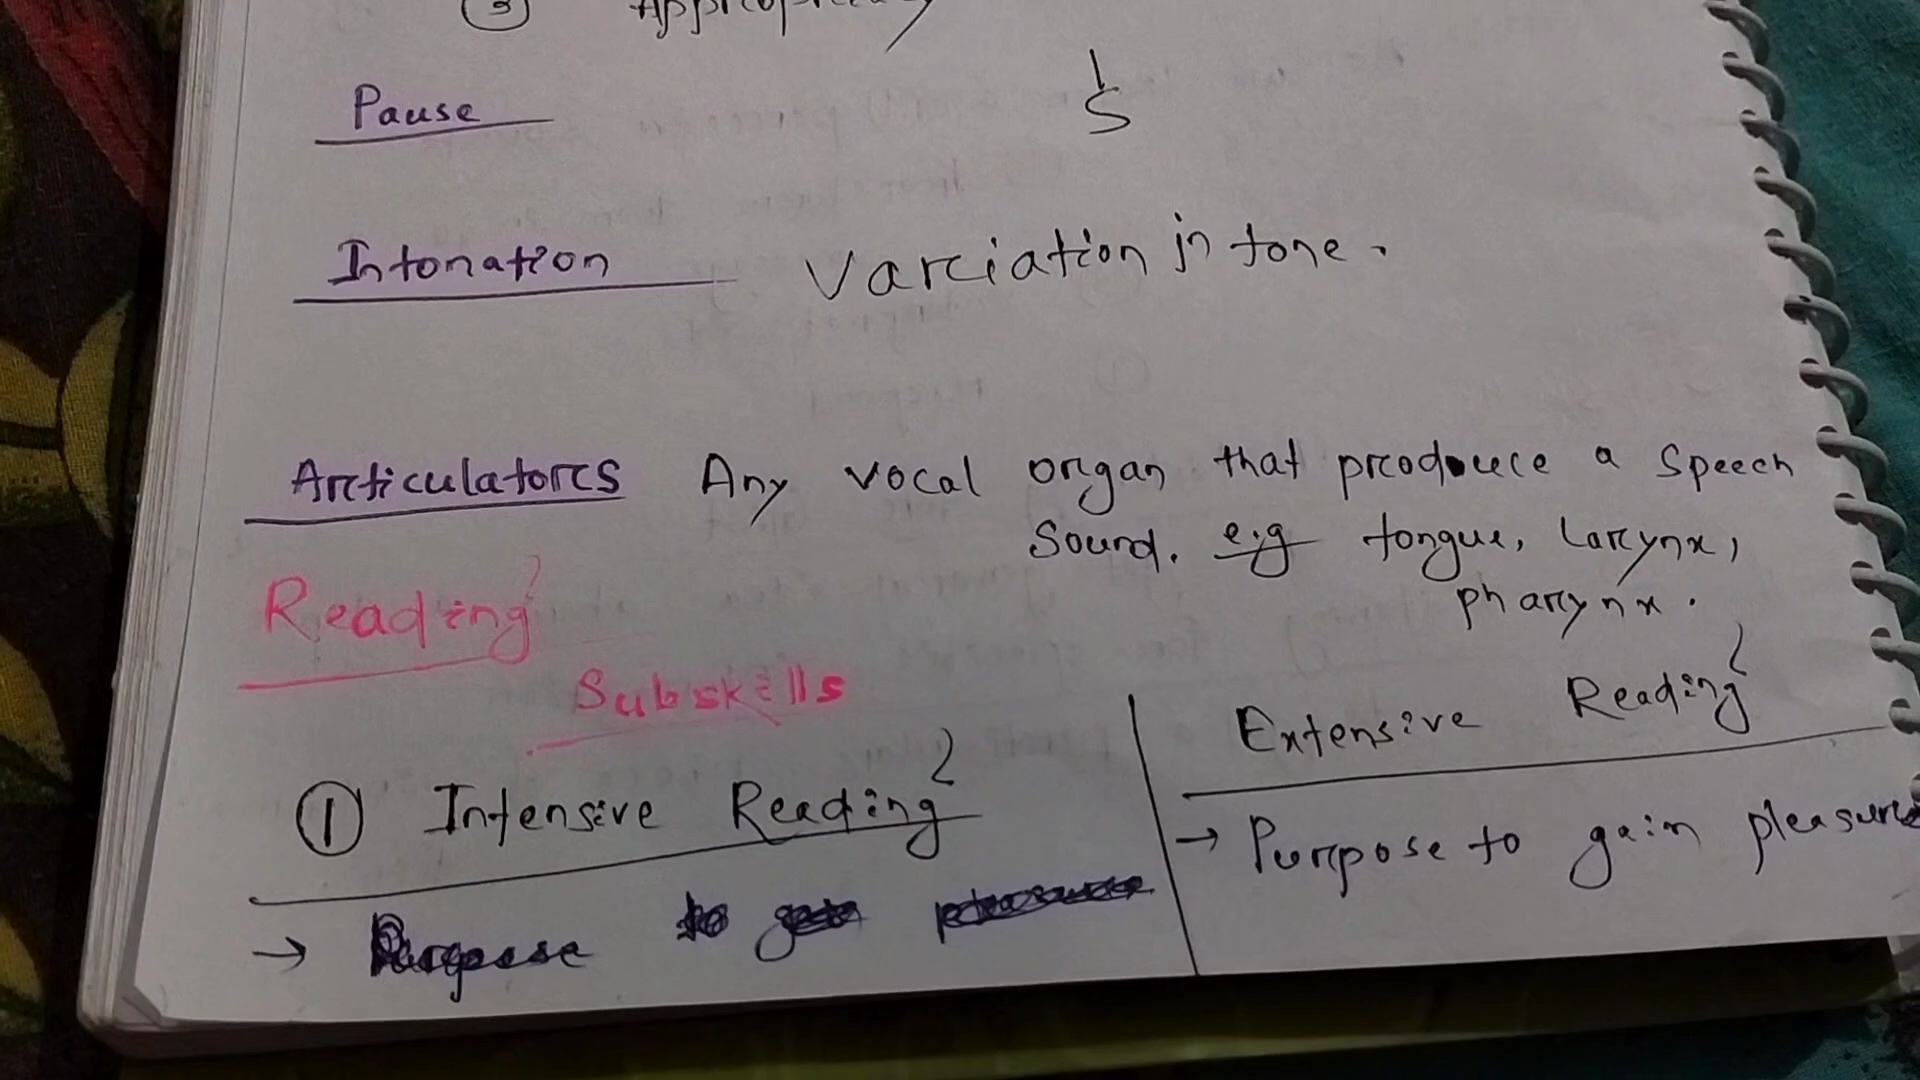 3
Pause
Intonation Variation in tone.
Articulators Any vocal organ that produce a speech
Sound. e.g tongue, Larynx,
pharynx.
Reading
Subskills
① Intensive Reading
Extensive Reading
→ Purpose to gain pleasure
→